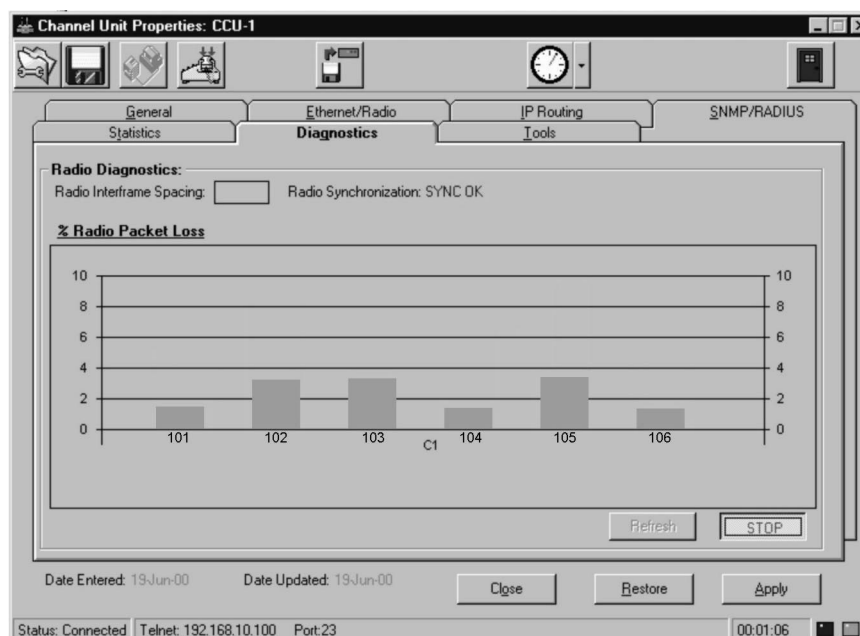 Channel Unit Properties: CCU-1
General Ethernet/Radio IP Routing SNMP/RADIUS
Statistics Diagnostics Tools
Radio Diagnostics:
Radio Interframe Spacing: Radio Synchronization: SYNC OK
% Radio Packet Loss
10 10
8 8
6 6
4 4
2 2
0 0
101 102 103 104 105 106
C1
Refresh STOP
Date Entered: 19-Jun-00 Date Updated: 19-Jun-00 Close Restore Apply
Status: Connected Telnet: 192.168.10.100 Port:23 00:01:06